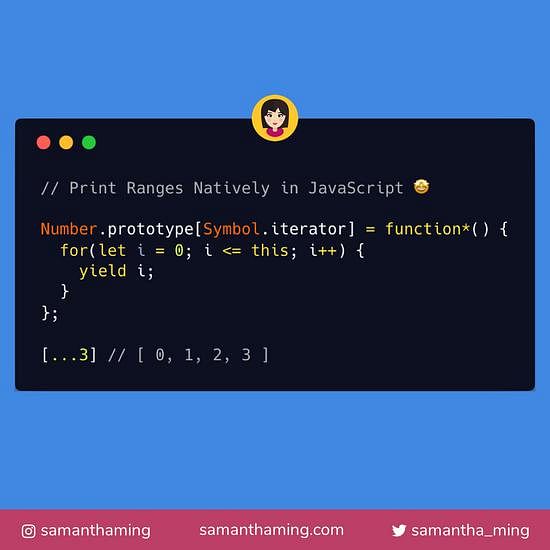 // Print Ranges Natively in JavaScript 🤩
Number.prototype[Symbol.iterator] = function*() {
  for(let i = 0; i <= this; i++) {
    yield i;
  }
};
[...3] // [ 0, 1, 2, 3 ]
samanthaming samanthaming.com samantha_ming